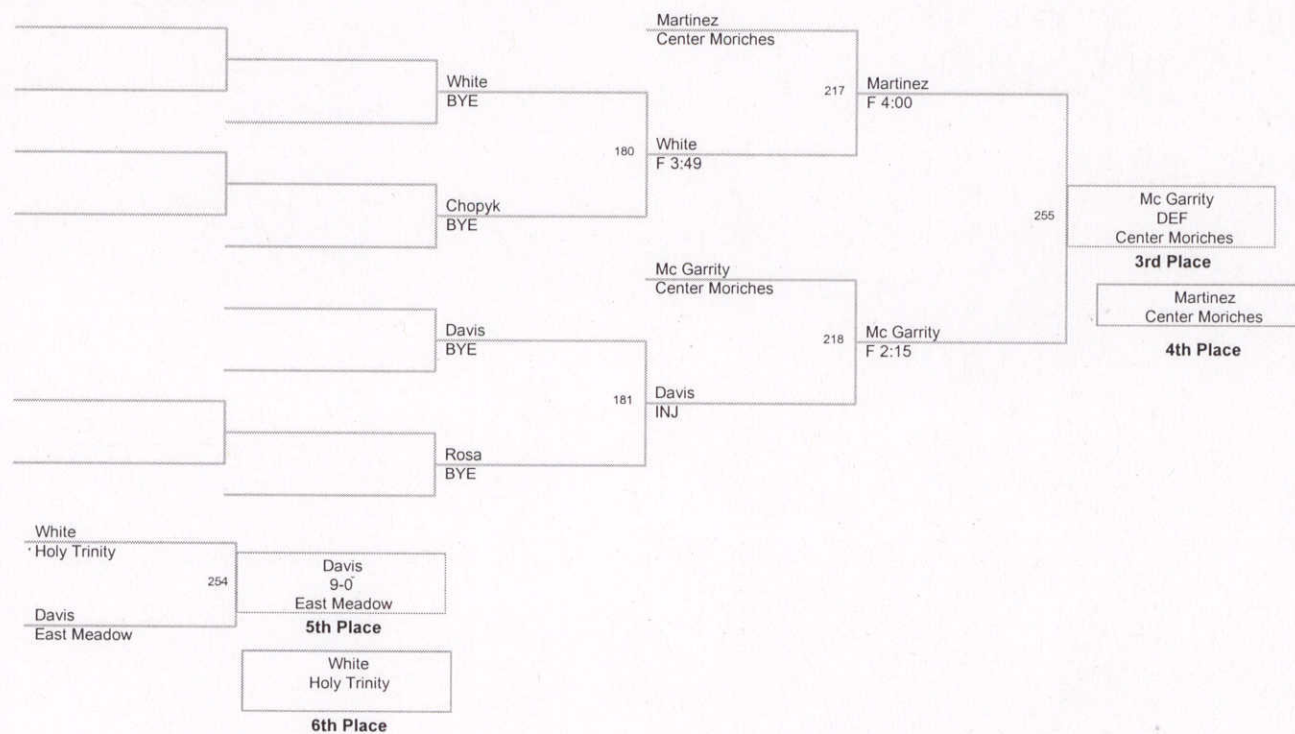 Martinez
Center Moriches
White
BYE
217
Martinez
F 4:00
180
White
F 3:49
Chopyk
BYE
255
Mc Garrity
DEF
Center Moriches
3rd Place
Mc Garrity
Center Moriches
Martinez
Center Moriches
4th Place
Davis
BYE
218
Mc Garrity
F 2:15
181
Davis
INJ
Rosa
BYE
White
Holy Trinity
254
Davis
9-0
East Meadow
5th Place
Davis
East Meadow
White
Holy Trinity
6th Place